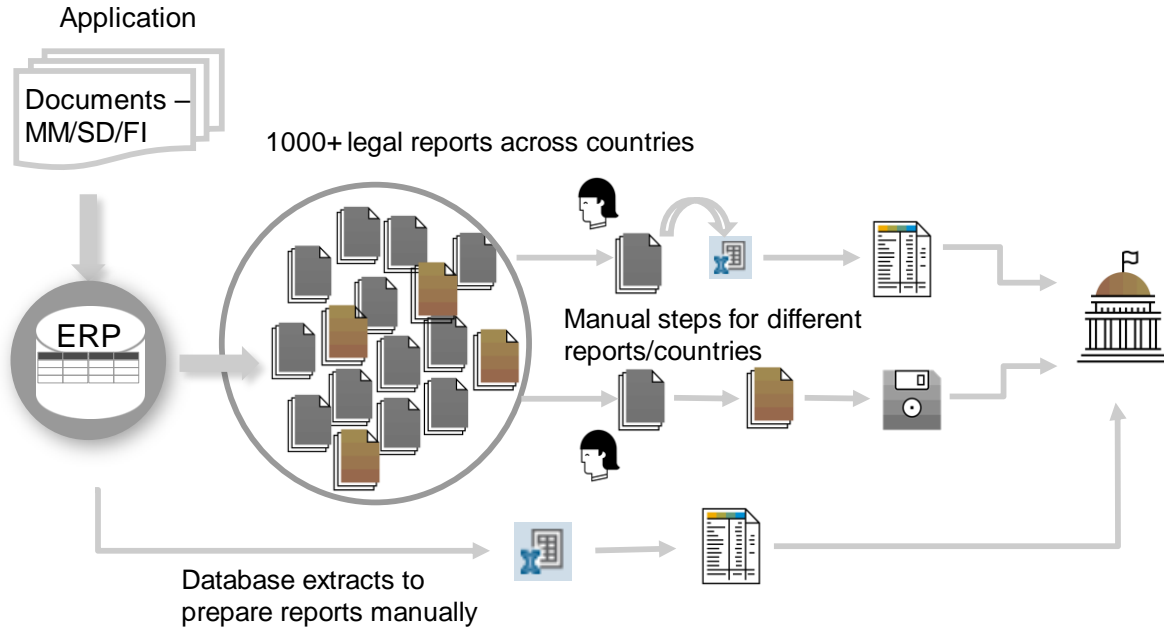 Application
Documents –
MM/SD/FI
1000+ legal reports across countries
ERP
Manual steps for different
reports/countries
Database extracts to
prepare reports manually